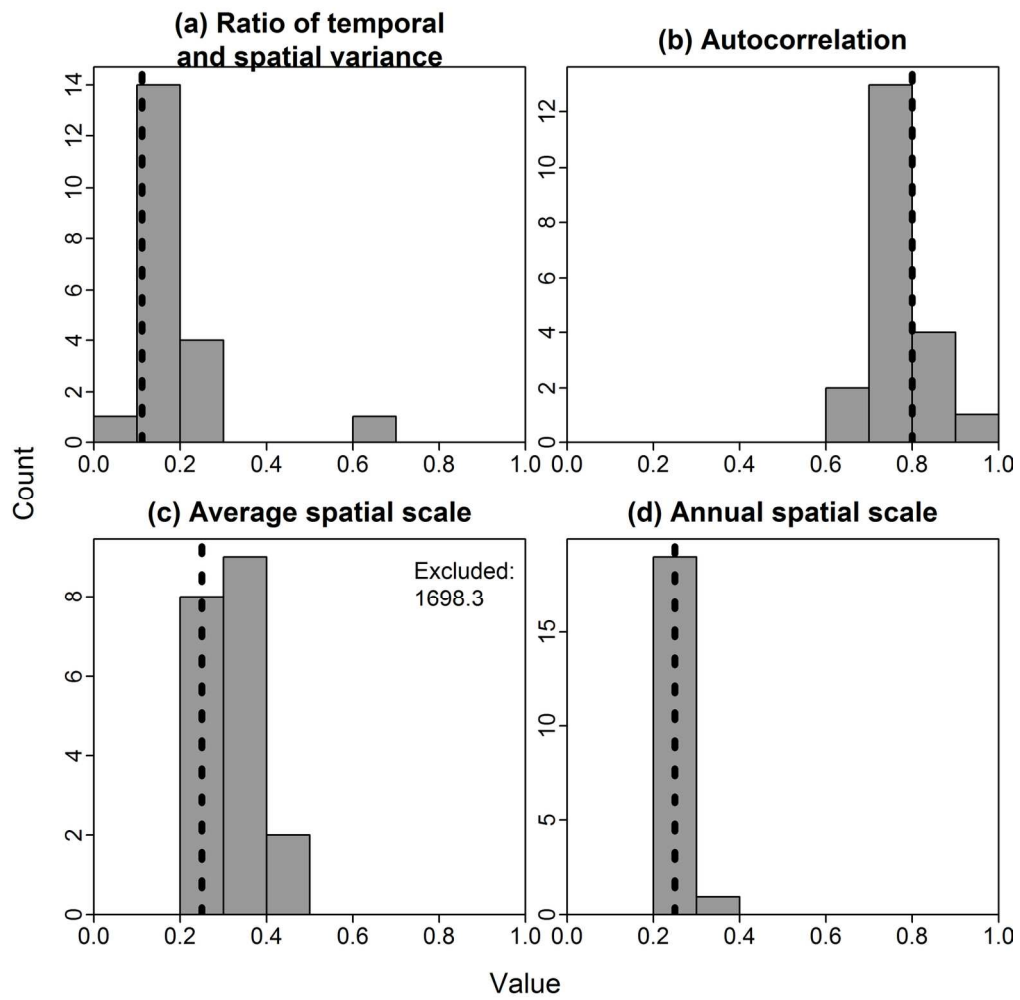 (a) Ratio of temporal
and spatial variance
(b) Autocorrelation
14
12
10
8
6
4
2
0
0.0 0.2 0.4 0.6 0.8 1.0
12
10
8
6
4
2
0
0.0 0.2 0.4 0.6 0.8 1.0
Count
(c) Average spatial scale
(d) Annual spatial scale
Excluded:
1698.3
8
6
4
2
0
0.0 0.2 0.4 0.6 0.8 1.0
15
10
5
0
0.0 0.2 0.4 0.6 0.8 1.0
Value